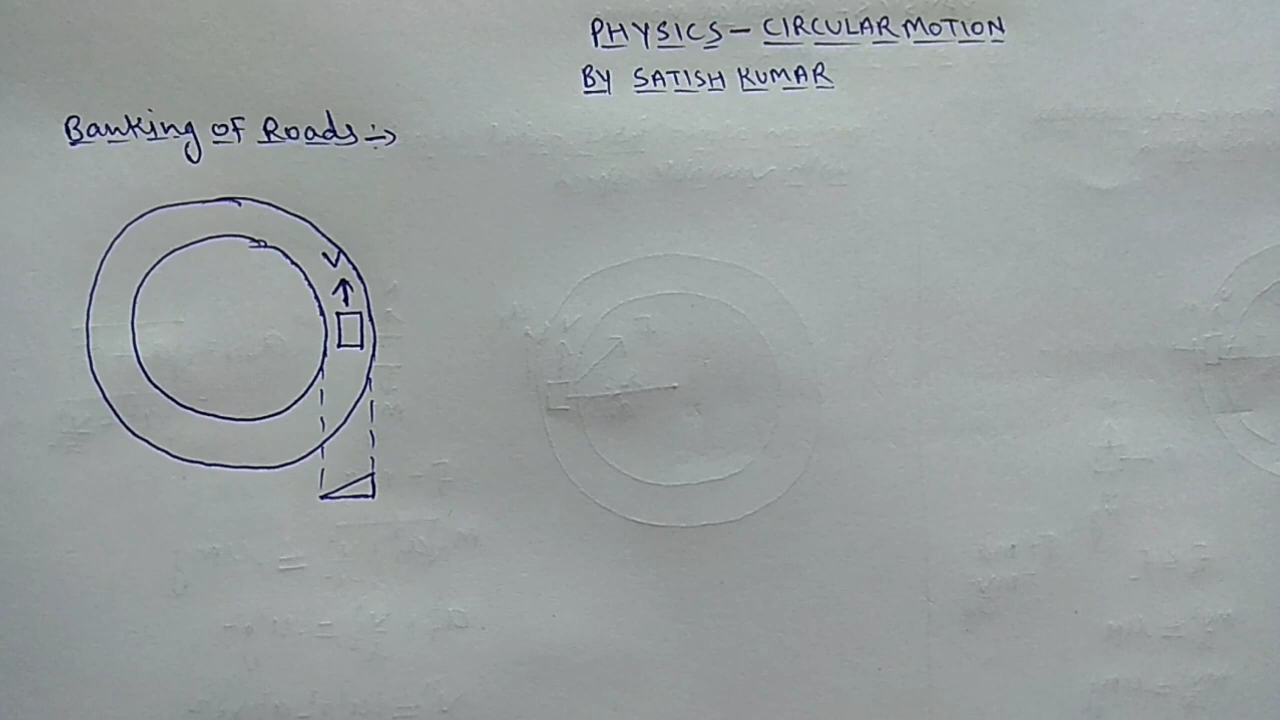 PHYSICS - CIRCULAR MOTION
BY SATISH KUMAR
Banking of Roads :->
V